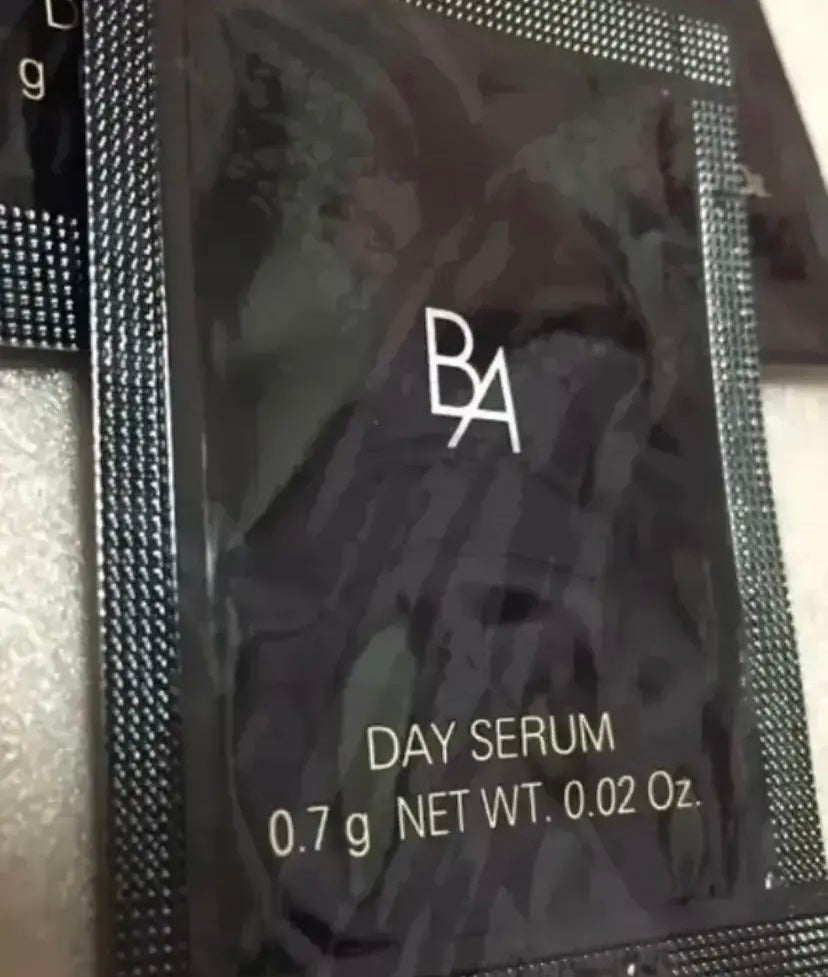 g
BA
DAY SERUM
0.7 g NET WT. 0.02 Oz.